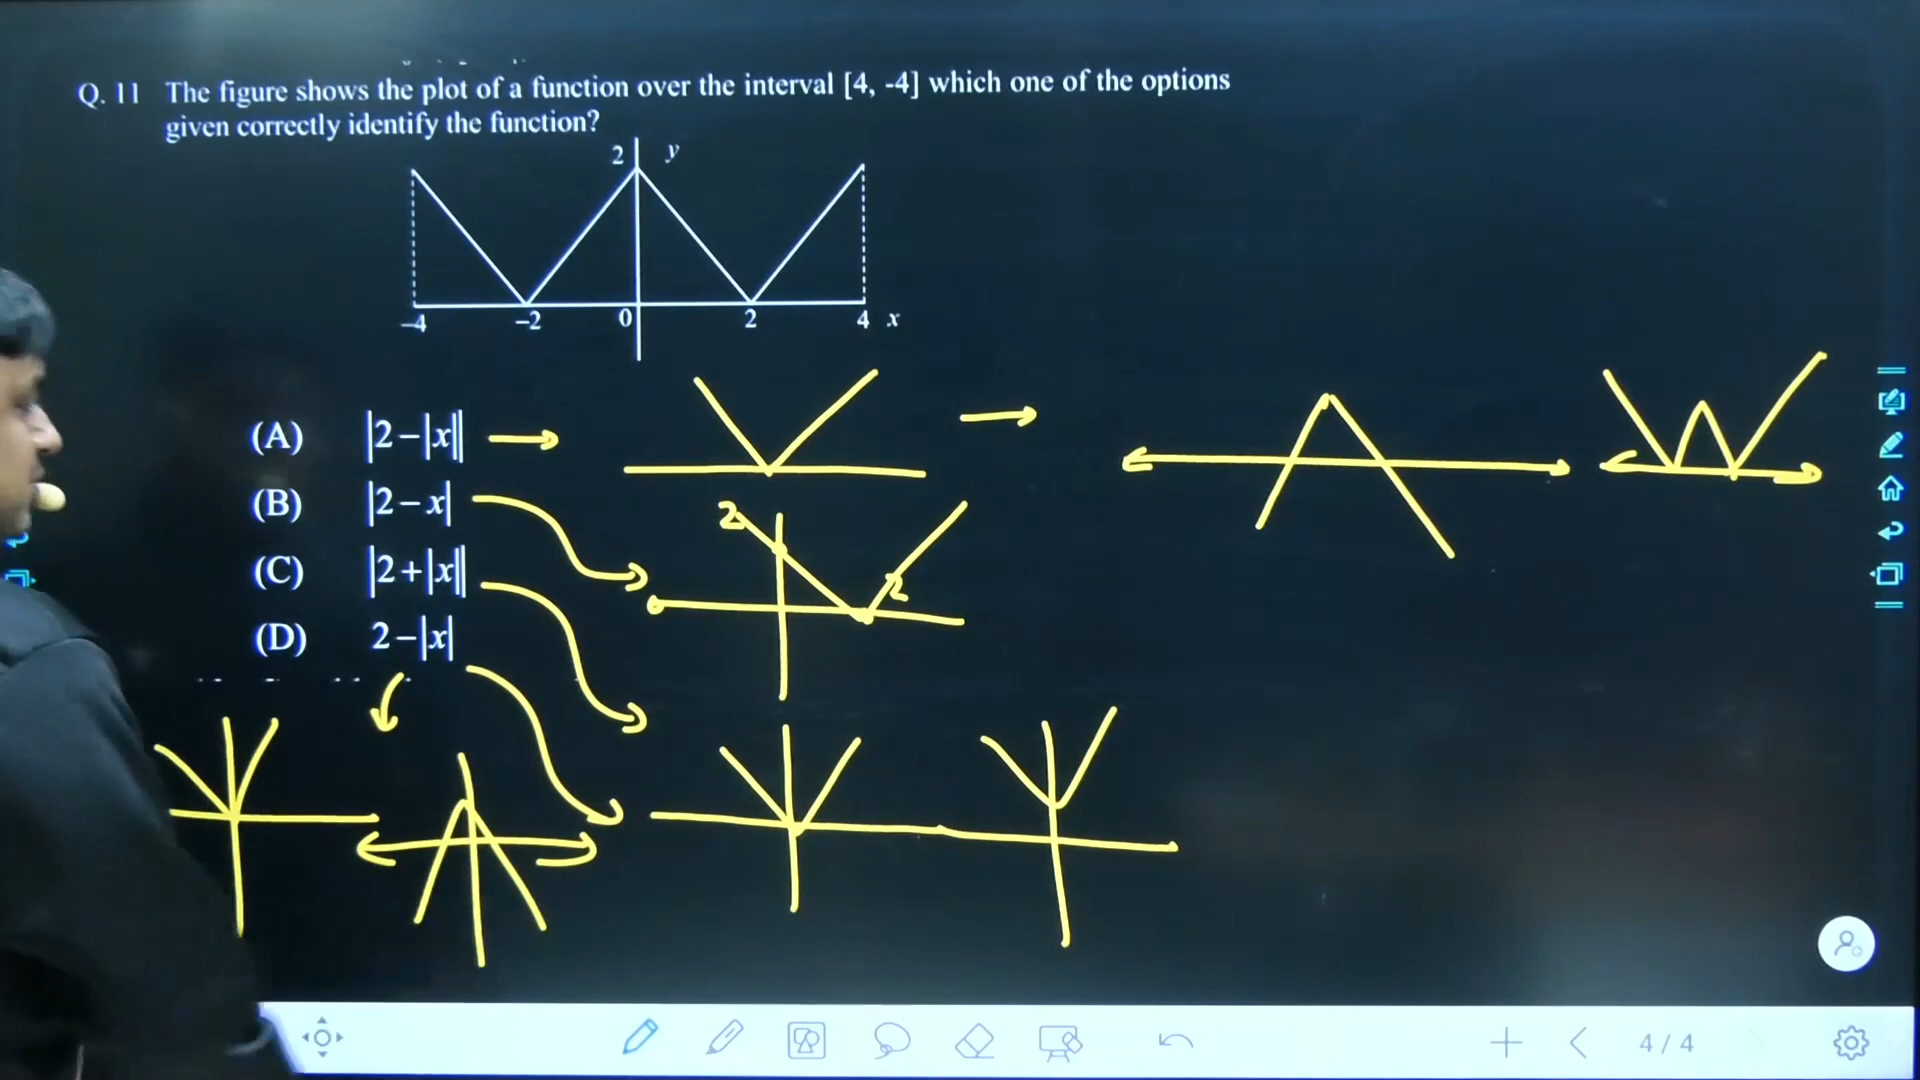 Q. 11 The figure shows the plot of a function over the interval [4, -4] which one of the options
given correctly identify the function?
2 y
-4 -2 0 2 4 x
(A) |2-|x||
(B) |2-x|
(C) |2+|x||
(D) 2-|x|
2
2
4 / 4